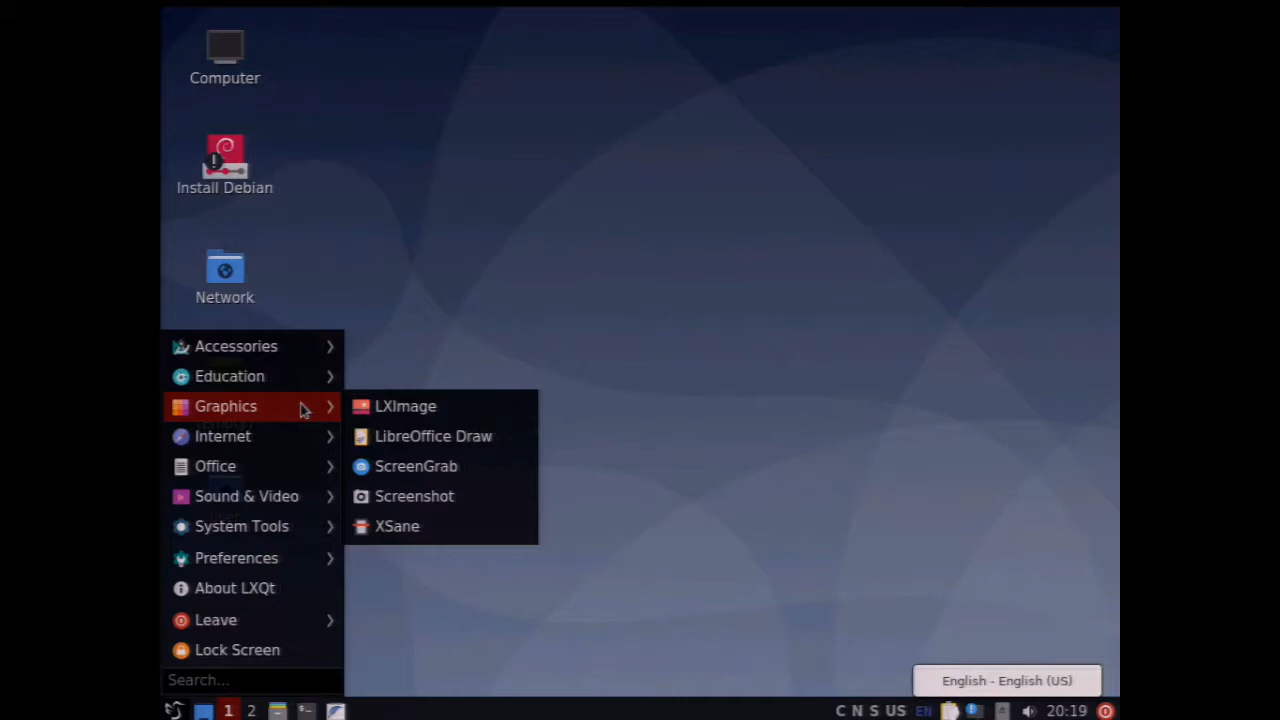 Computer
Install Debian
Network
Accessories
Education
Graphics
Internet
Office
Sound & Video
System Tools
Preferences
About LXQt
Leave
Lock Screen
Search...
LXImage
LibreOffice Draw
ScreenGrab
Screenshot
XSane
English - English (US)
1 2 C N S US EN 20:19